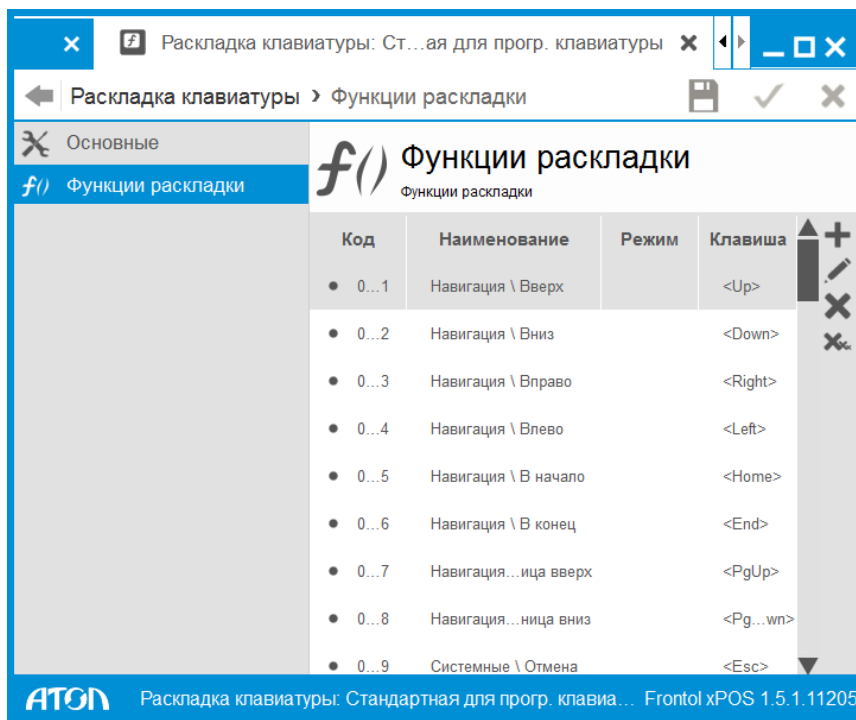 Раскладка клавиатуры: Ст...ая для прогр. клавиатуры
Раскладка клавиатуры › Функции раскладки
Основные
f() Функции раскладки
f() Функции раскладки
Функции раскладки
Код Наименование Режим Клавиша
0...1 Навигация \ Вверх <Up>
0...2 Навигация \ Вниз <Down>
0...3 Навигация \ Вправо <Right>
0...4 Навигация \ Влево <Left>
0...5 Навигация \ В начало <Home>
0...6 Навигация \ В конец <End>
0...7 Навигация...ица вверх <PgUp>
0...8 Навигация...ница вниз <Pg...wn>
0...9 Системные \ Отмена <Esc>
АТОЛ Раскладка клавиатуры: Стандартная для прогр. клавиа... Frontol xPOS 1.5.1.11205